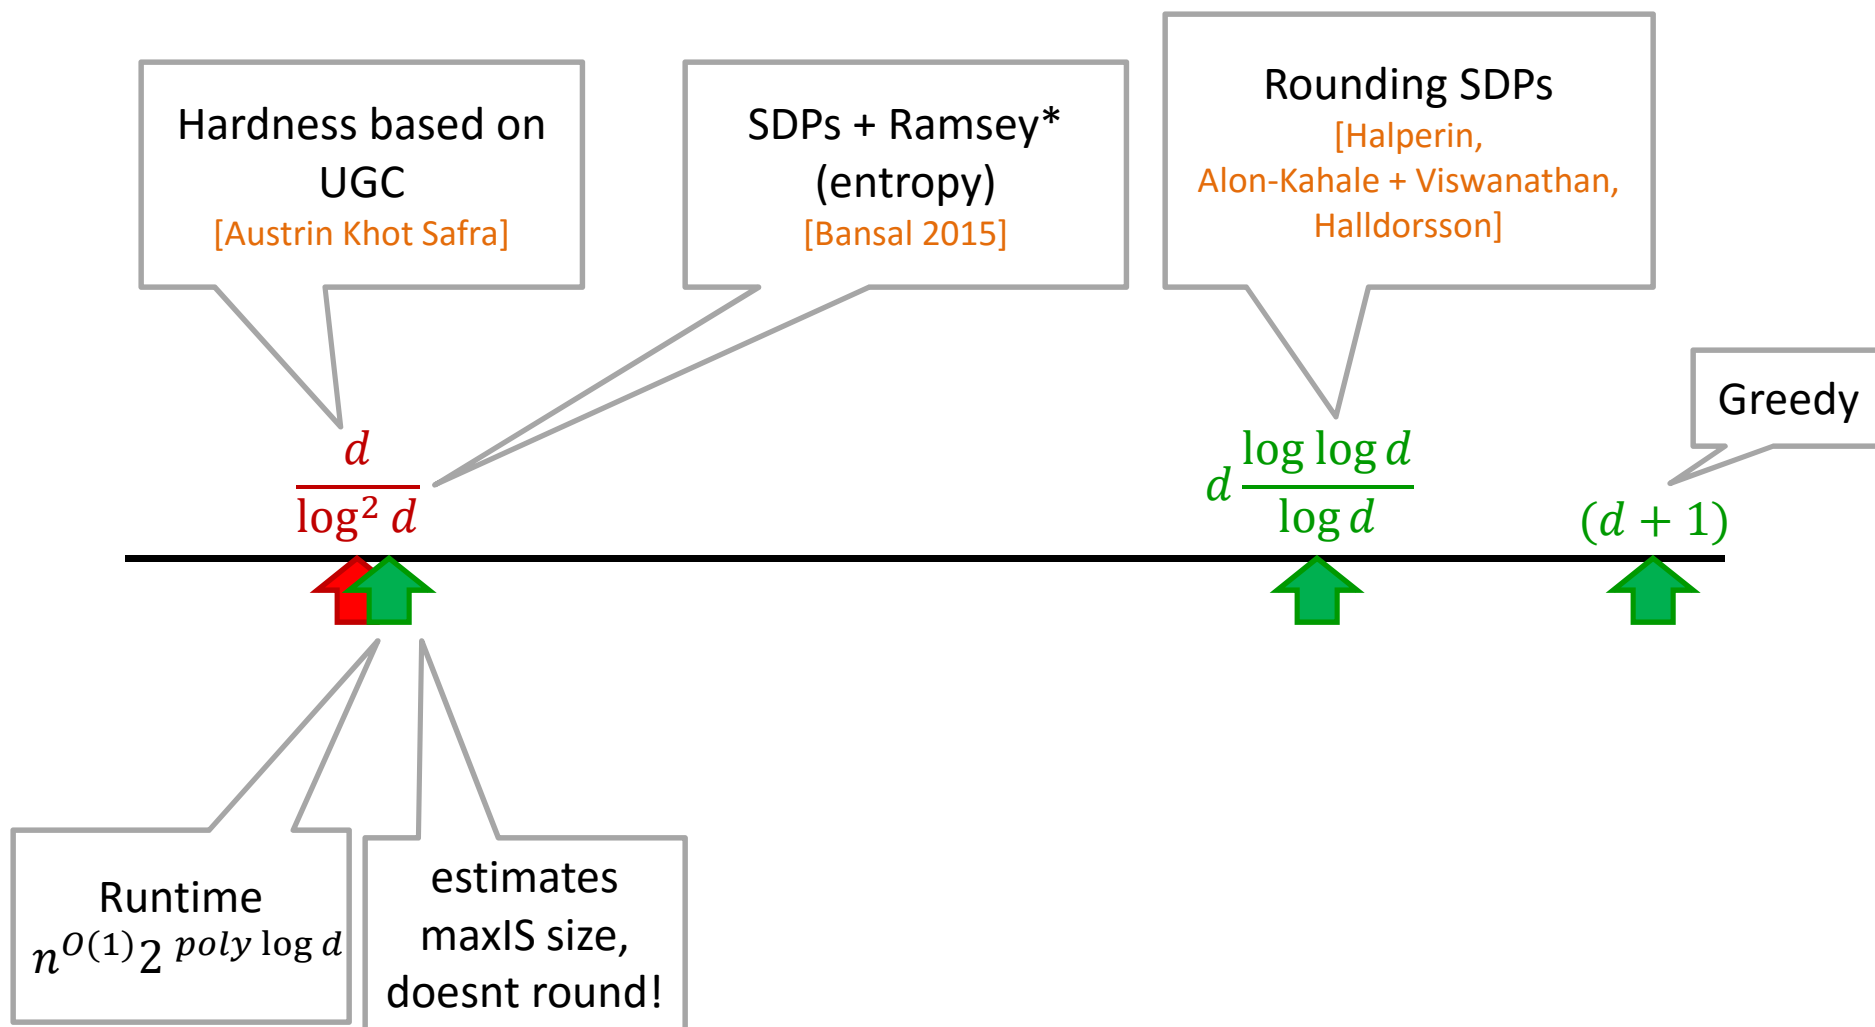 Hardness based on
UGC
[Austrin Khot Safra]
SDPs + Ramsey*
(entropy)
[Bansal 2015]
Rounding SDPs
[Halperin,
Alon-Kahale + Viswanathan,
Halldorsson]
Greedy
d
log² d
d log log d
log d
(d + 1)
Runtime
n^{O(1)} 2^{poly log d}
estimates
maxIS size,
doesnt round!